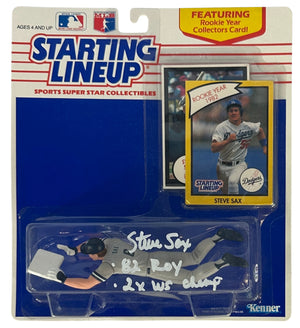 AGES 4 AND UP
FEATURING
Rookie Year
Collectors Card!
STARTING
LINEUP
SPORTS SUPER STAR COLLECTIBLES
ROOKIE YEAR
1982
Dodgers
STARTING
LINEUP
Dodgers
STEVE SAX
Steve Sax
· 82 ROY
· 2x WS champ
Kenner